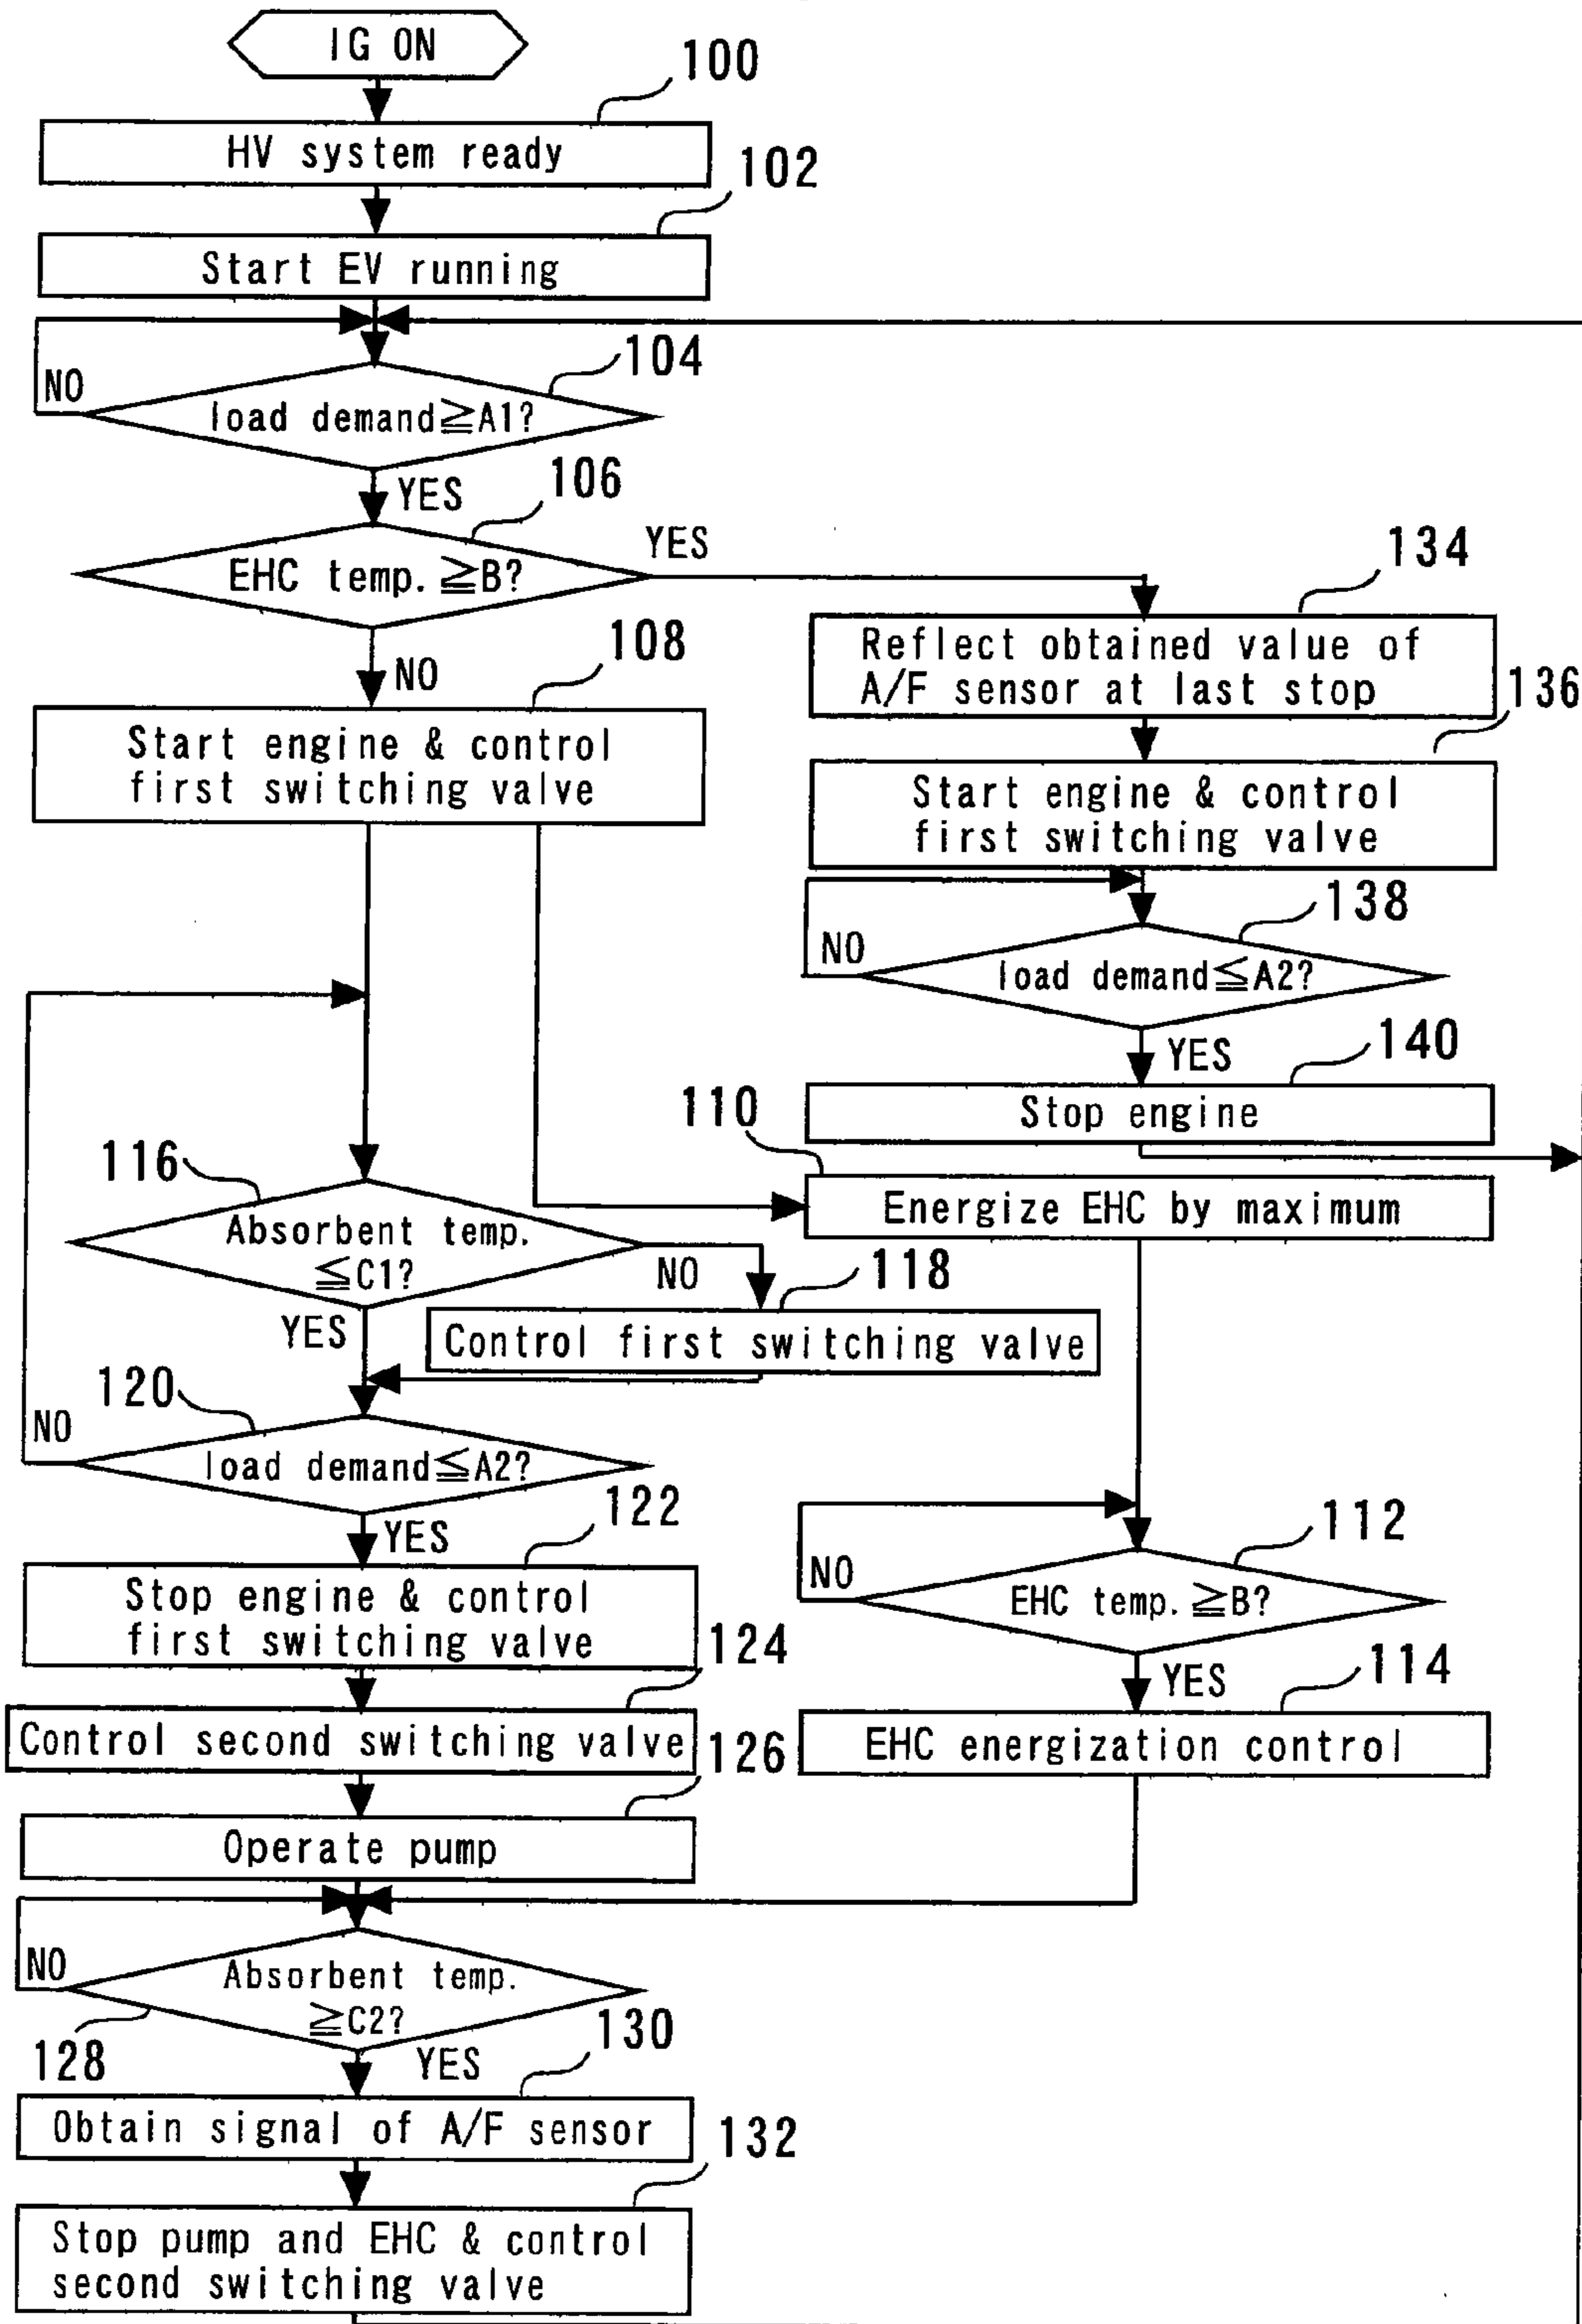 IG ON
100
HV system ready
102
Start EV running
104
NO
load demand≧A1?
YES
106
EHC temp. ≧B?
YES
NO
108
Start engine & control
first switching valve
134
Reflect obtained value of
A/F sensor at last stop
136
Start engine & control
first switching valve
138
NO
load demand≦A2?
YES
140
Stop engine
110
Energize EHC by maximum
116
Absorbent temp.
≦C1?
NO
118
YES
Control first switching valve
120
NO
load demand≦A2?
YES
122
Stop engine & control
first switching valve
124
Control second switching valve
126
Operate pump
112
NO
EHC temp. ≧B?
YES
114
EHC energization control
NO
Absorbent temp.
≧C2?
128
YES
130
Obtain signal of A/F sensor
132
Stop pump and EHC & control
second switching valve